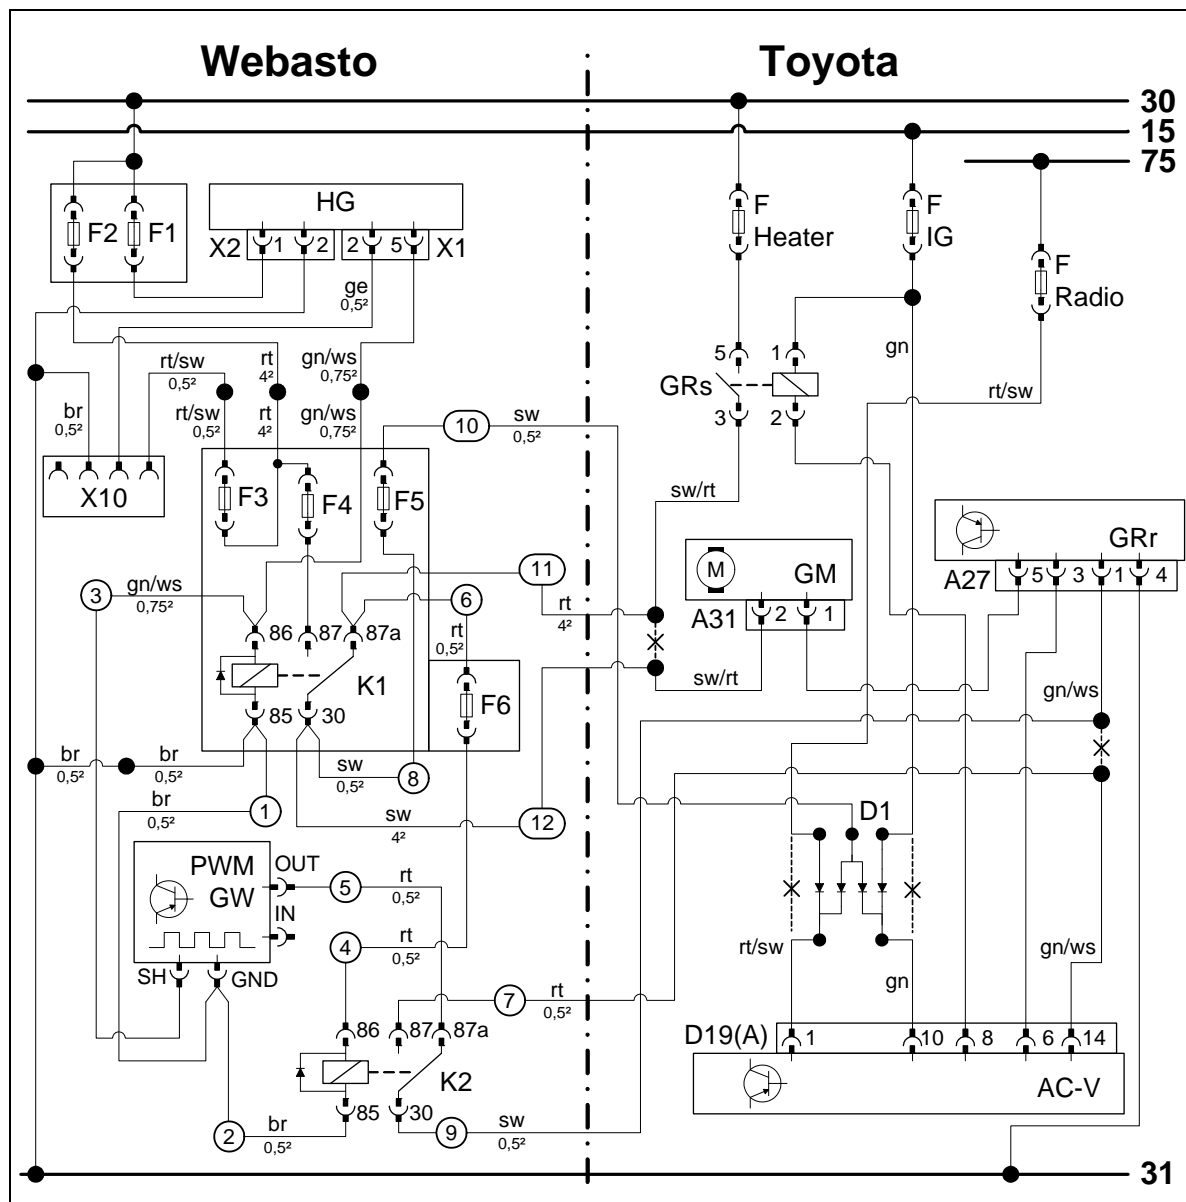 Webasto Toyota
30
15
75
F2 F1
HG
X2 1 2 2 5 X1
ge
0,5²
F
Heater
F
IG
F
Radio
rt/sw
0,5²
rt
4²
gn/ws
0,75²
br
0,5²
rt/sw
0,5²
rt
4²
gn/ws
0,75²
10
sw
0,5²
5 1
GRs
3 2
gn
rt/sw
X10
F3 F4 F5
sw/rt
GRr
A27 5 3 1 4
M GM
A31 2 1
3
gn/ws
0,75²
11
rt
4²
6
rt
0,5²
86 87 87a
K1
85 30
F6
sw/rt
gn/ws
br
0,5²
br
0,5²
sw
0,5²
8
br
0,5²
1
sw
4²
12
D1
PWM
GW
OUT
IN
SH GND
5
rt
0,5²
4
rt
0,5²
rt/sw
gn
gn/ws
7
rt
0,5²
86 87 87a
K2
85 30
D19(A) 1 10 8 6 14
AC-V
2
br
0,5²
9
sw
0,5²
31